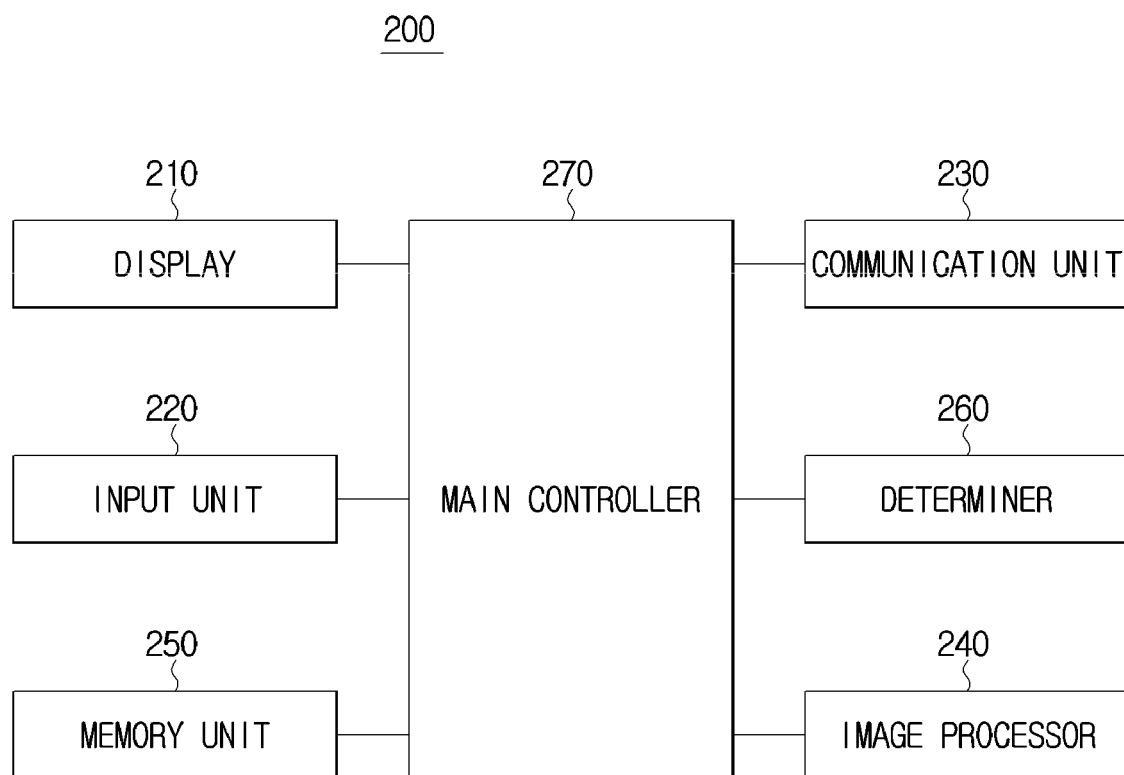 200
210
270
230
DISPLAY
COMMUNICATION UNIT
220
260
INPUT UNIT
MAIN CONTROLLER
DETERMINER
250
240
MEMORY UNIT
IMAGE PROCESSOR